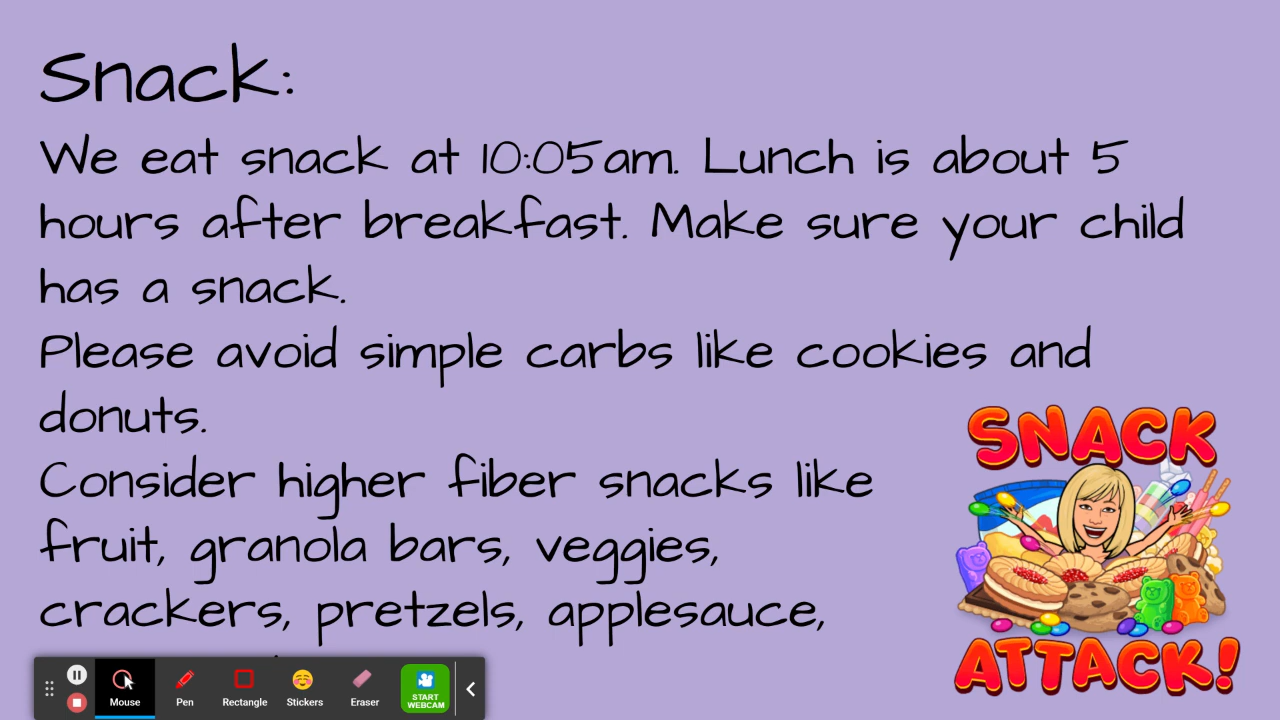 Snack:
We eat snack at 10:05am. Lunch is about 5
hours after breakfast. Make sure your child
has a snack.
Please avoid simple carbs like cookies and
donuts.
Consider higher fiber snacks like
fruit, granola bars, veggies,
crackers, pretzels, applesauce,
SNACK
ATTACK!
Mouse
Pen
Rectangle
Stickers
Eraser
START
WEBCAM